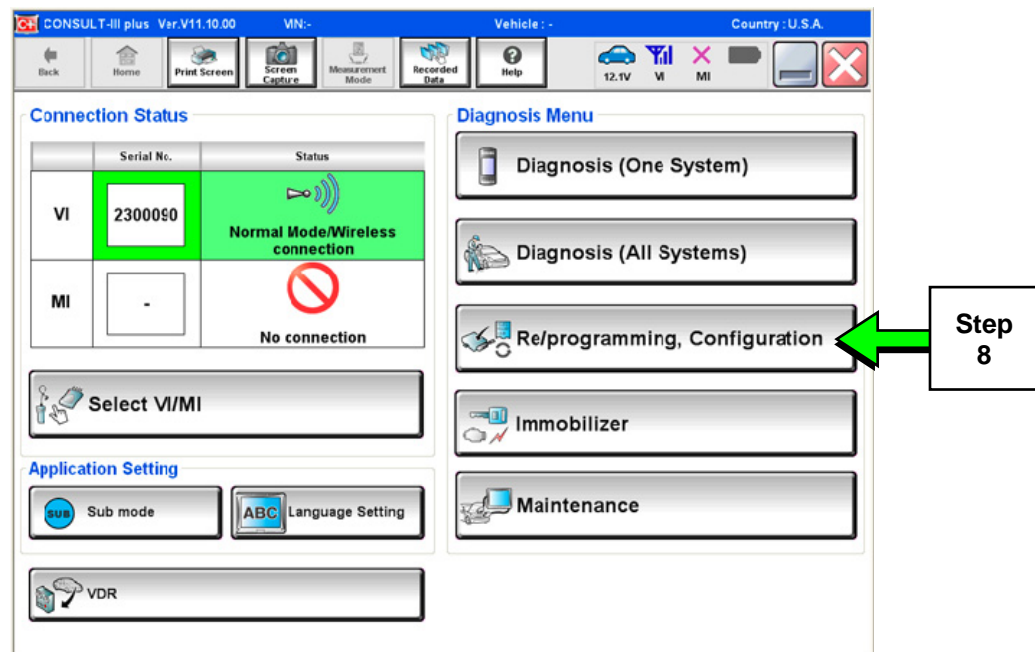 C+ CONSULT-III plus Ver.V11.10.00 VIN:- Vehicle : - Country : U.S.A.
Back Home Print Screen Screen Capture Measurement Mode Recorded Data Help 12.1V VI MI
Connection Status
Serial No. Status
VI 2300090 Normal Mode/Wireless connection
MI - No connection
Select VI/MI
Application Setting
SUB Sub mode ABC Language Setting
VDR
Diagnosis Menu
Diagnosis (One System)
Diagnosis (All Systems)
Re/programming, Configuration
Immobilizer
Maintenance
Step
8